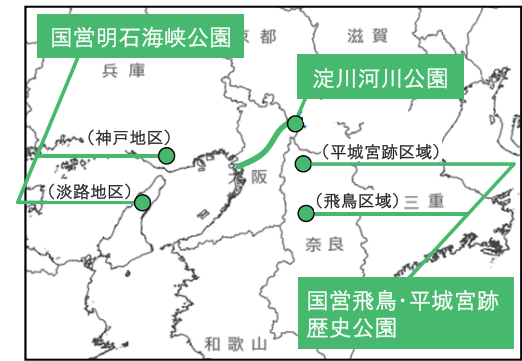 国営明石海峡公園
京都
滋賀
兵庫
淀川河川公園
(神戸地区)
(平城宮跡区域)
大阪
(淡路地区)
(飛鳥区域)
三重
奈良
国営飛鳥・平城宮跡
歴史公園
和歌山